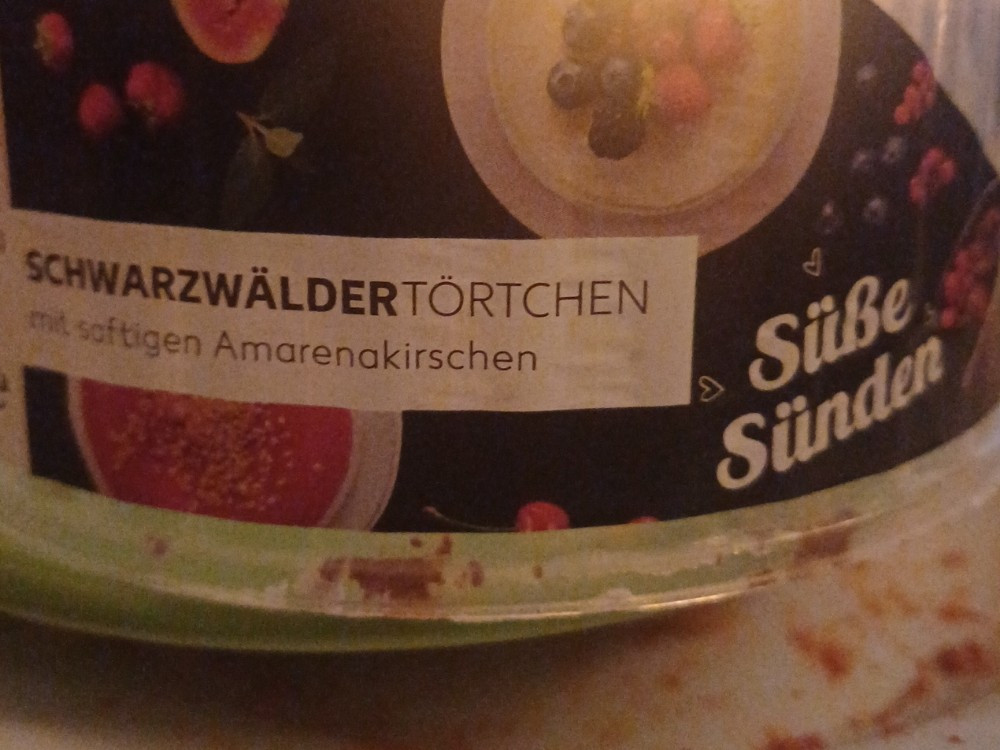 SCHWARZWÄLDERTÖRTCHEN
mit saftigen Amarenakirschen
Süße
Sünden